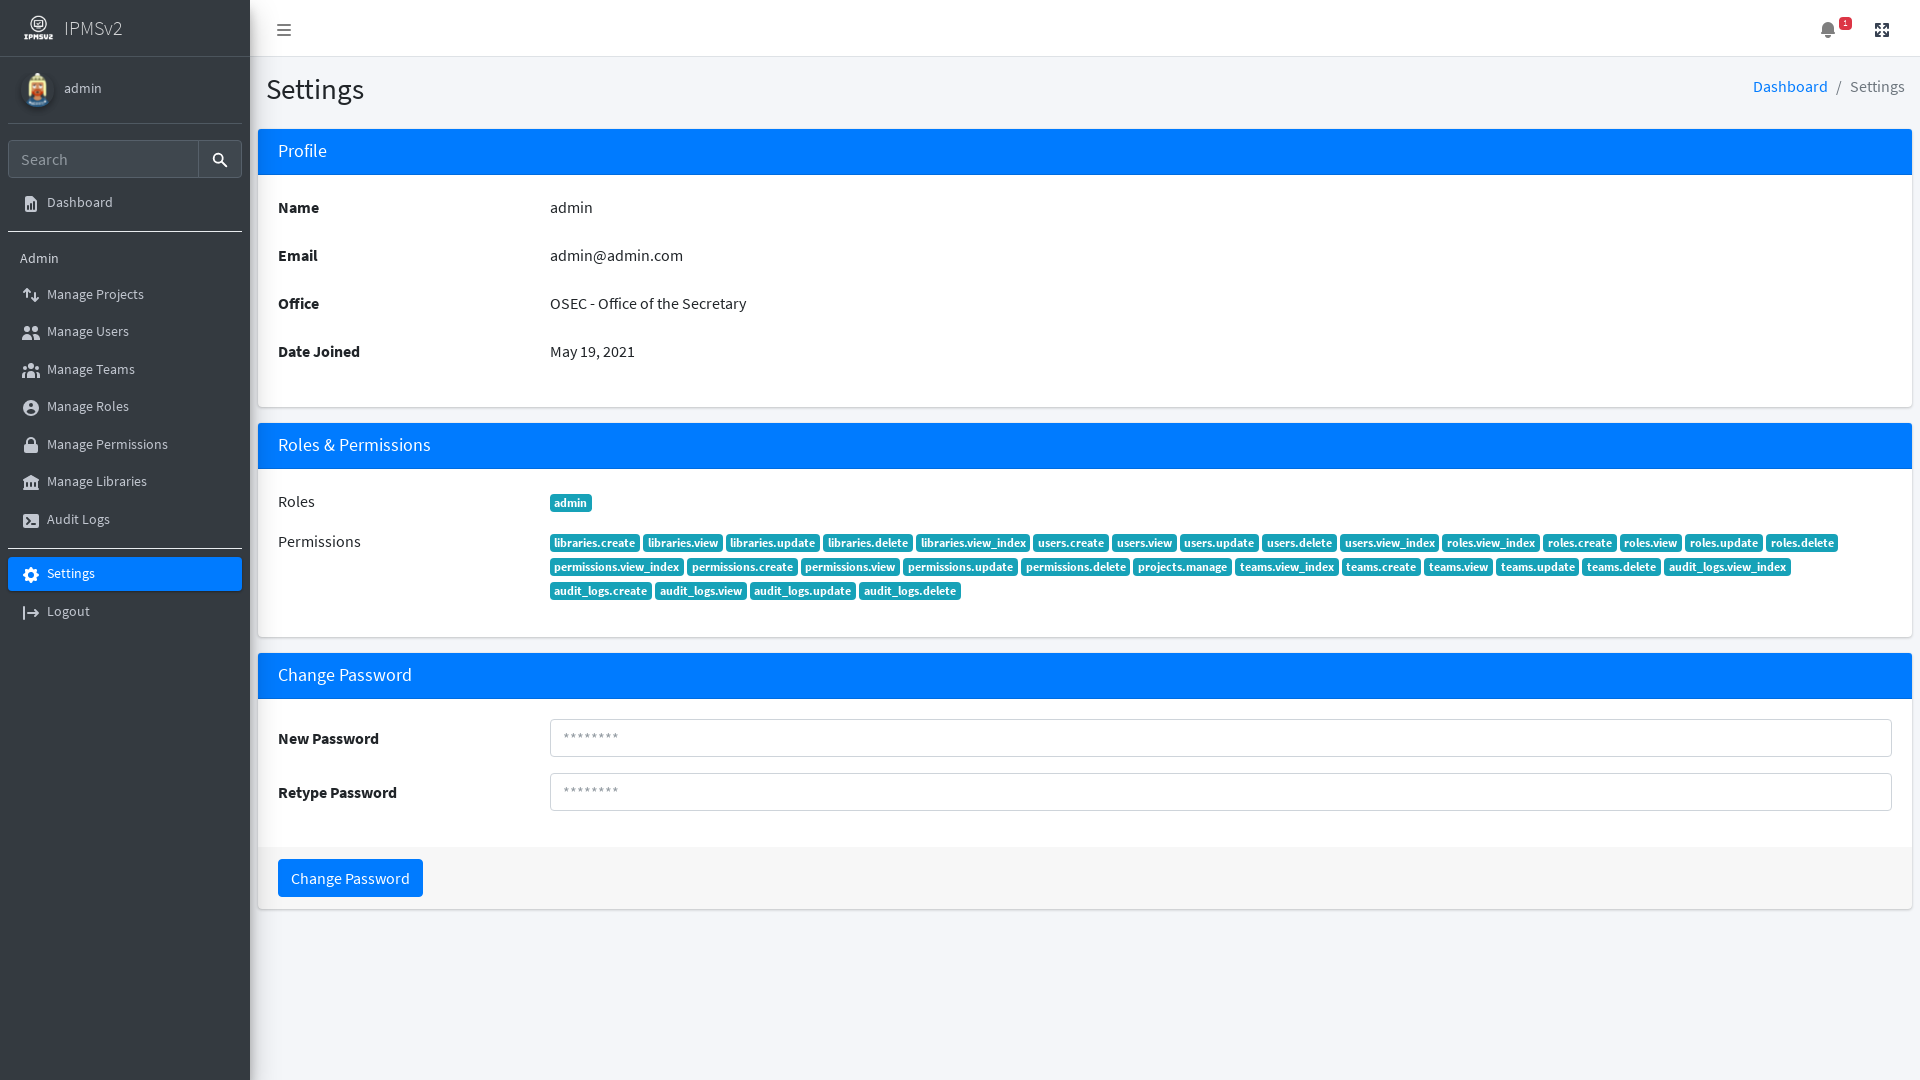 IPMSV2
IPMSv2
1
admin
Settings
Dashboard / Settings
Search
Dashboard
Admin
Manage Projects
Manage Users
Manage Teams
Manage Roles
Manage Permissions
Manage Libraries
Audit Logs
Settings
Logout
Profile
Name admin
Email admin@admin.com
Office OSEC - Office of the Secretary
Date Joined May 19, 2021
Roles & Permissions
Roles admin
Permissions libraries.create libraries.view libraries.update libraries.delete libraries.view_index users.create users.view users.update users.delete users.view_index roles.view_index roles.create roles.view roles.update roles.delete
permissions.view_index permissions.create permissions.view permissions.update permissions.delete projects.manage teams.view_index teams.create teams.view teams.update teams.delete audit_logs.view_index
audit_logs.create audit_logs.view audit_logs.update audit_logs.delete
Change Password
New Password ********
Retype Password ********
Change Password